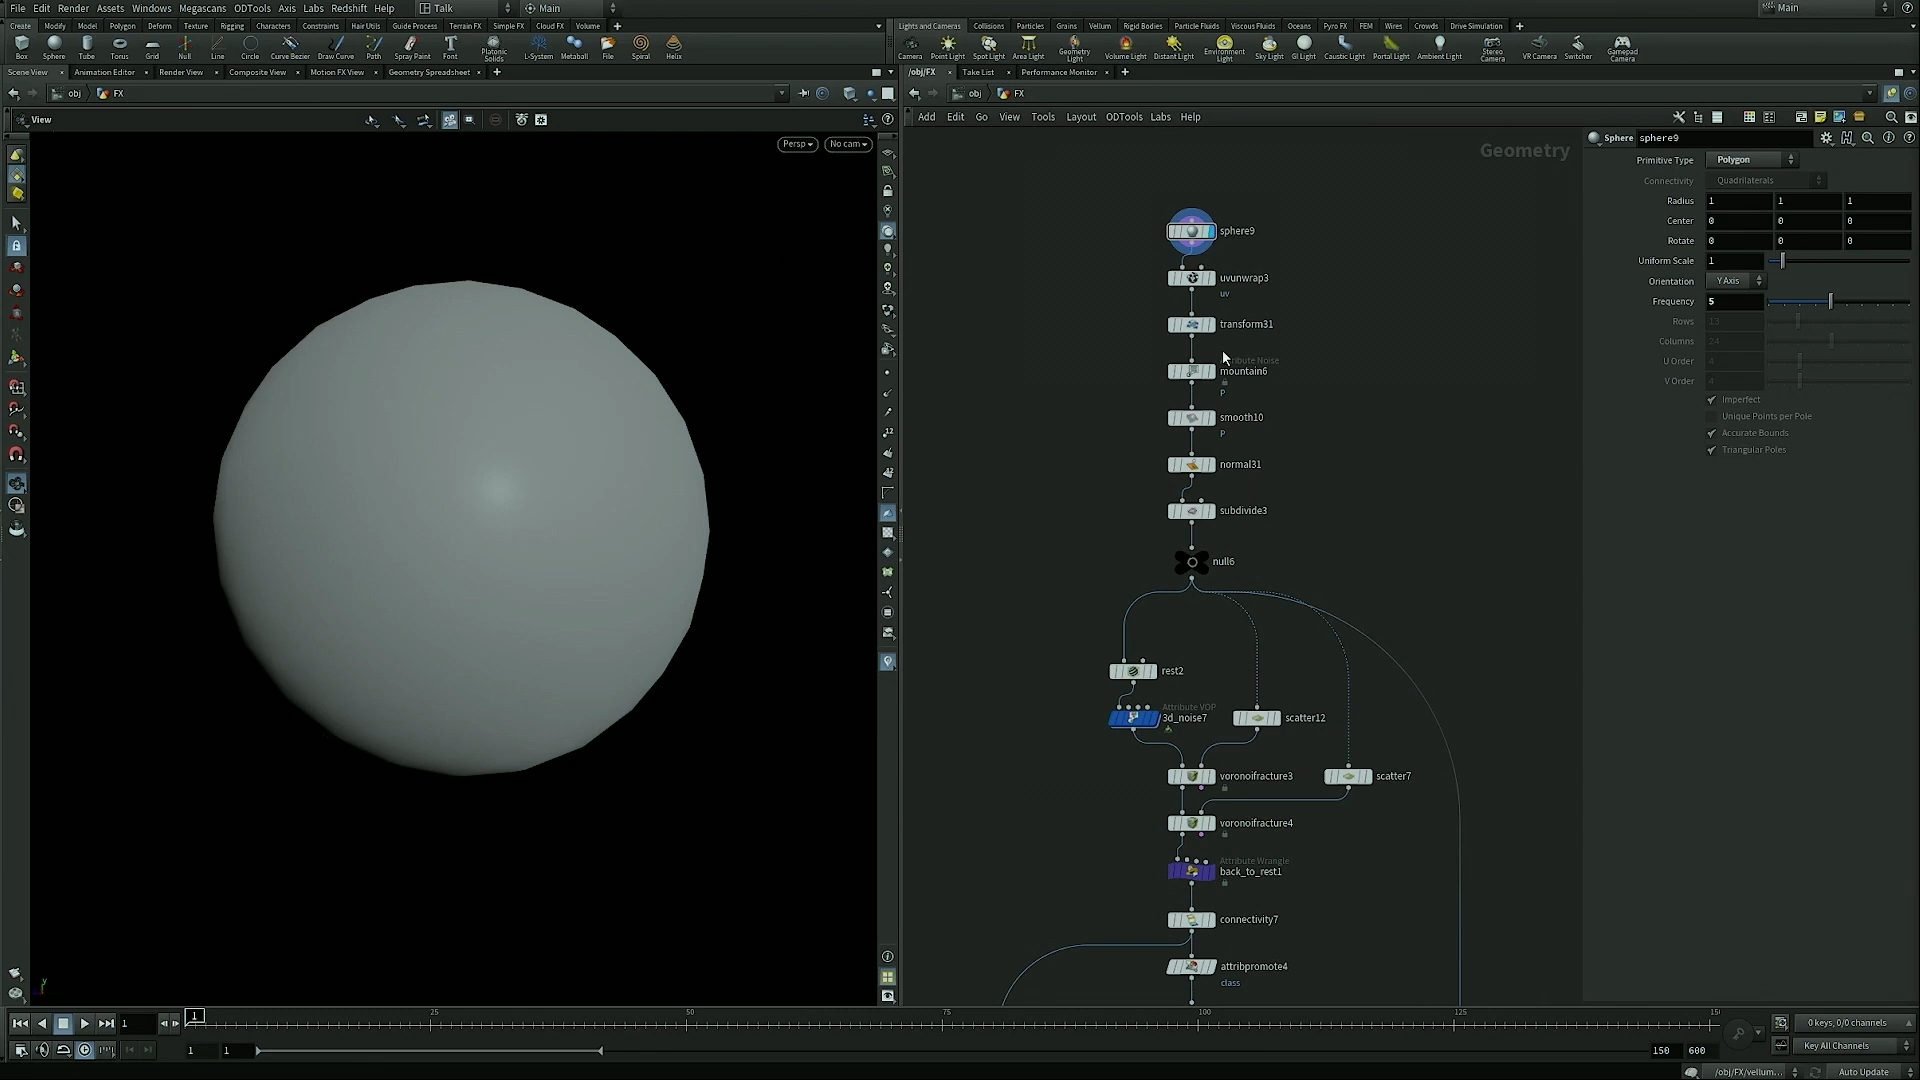 File Edit Render Assets Windows Megascans ODTools Axis Labs Redshift Help Talk Main Main
Create Modify Model Polygon Deform Texture Rigging Characters Constraints Hair Utils Guide Process Terrain FX Simple FX Cloud FX Volume
Lights and Cameras Collisions Particles Grains Vellum Rigid Bodies Particle Fluids Viscous Fluids Oceans Pyro FX FEM Wires Crowds Drive Simulation
Box Sphere Tube Torus Grid Null Line Circle Curve Bezier Draw Curve Path Spray Paint Font Platonic Solids L-System Metaball File Spiral Helix
Camera Point Light Spot Light Area Light Geometry Light Volume Light Distant Light Environment Light Sky Light GI Light Caustic Light Portal Light Ambient Light Stereo Camera VR Camera Switcher Gamepad Camera
Scene View Animation Editor Render View Composite View Motion FX View Geometry Spreadsheet
/obj/FX Take List Performance Monitor
obj FX
obj FX
View
Persp No cam
Add Edit Go View Tools Layout ODTools Labs Help
Geometry
Sphere sphere9
Primitive Type Polygon
Connectivity Quadrilaterals
Radius 1 1 1
Center 0 0 0
Rotate 0 0 0
Uniform Scale 1
Orientation Y Axis
Frequency 5
Rows 13
Columns 24
U Order 4
V Order 4
Imperfect
Unique Points per Pole
Accurate Bounds
Triangular Poles
sphere9
uvunwrap3
uv
transform31
ribute Noise
mountain6
P
smooth10
P
normal31
subdivide3
null6
rest2
Attribute VOP
3d_noise7
scatter12
voronoifracture3
scatter7
voronoifracture4
Attribute Wrangle
back_to_rest1
connectivity7
attribpromote4
class
1 1 25 50 75 100 125 15
0 keys, 0/0 channels
1 1 150 600
Key All Channels
/obj/FX/vellum... Auto Update